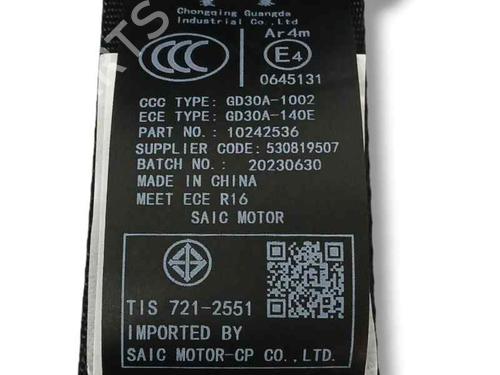 Chongqing Guangda
Industrial Co.,Ltd
CCC
Ar4m
E4
0645131
CCC TYPE: GD30A-1002
ECE TYPE: GD30A-140E
PART NO.: 10242536
SUPPLIER CODE: 530819507
BATCH NO.: 20230630
MADE IN CHINA
MEET ECE R16
SAIC MOTOR
TIS 721-2551
IMPORTED BY
SAIC MOTOR-CP CO.,LTD.